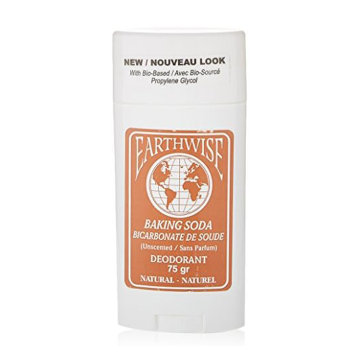 NEW / NOUVEAU LOOK
With Bio-Based / Avec Bio-Sourcé
Propylene Glycol
EARTHWISE
BAKING SODA
BICARBONATE DE SOUDE
(Unscented / Sans Parfum)
DEODORANT
75 gr
NATURAL - NATUREL